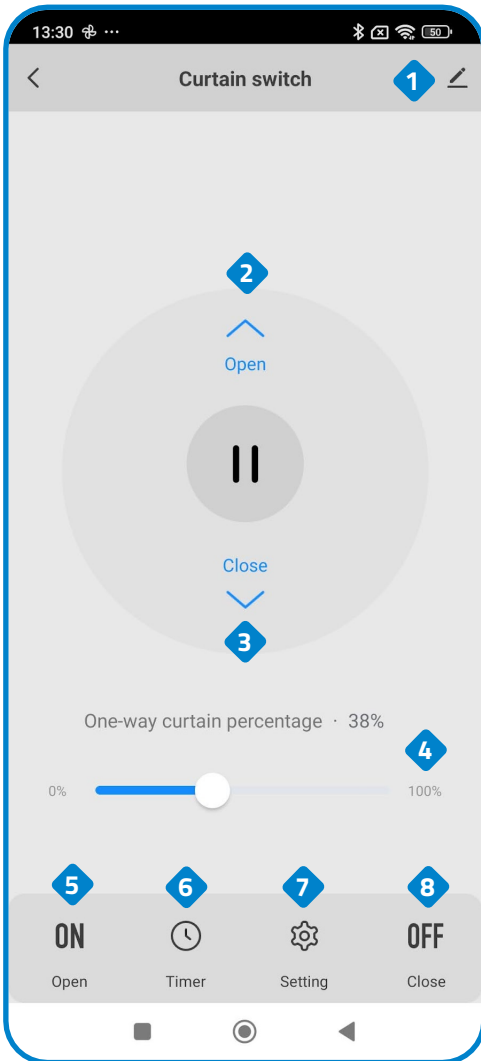 13:30 ...
50
Curtain switch
1
2
Open
Close
3
One-way curtain percentage · 38%
4
0% 100%
5 6 7 8
ON OFF
Open Timer Setting Close